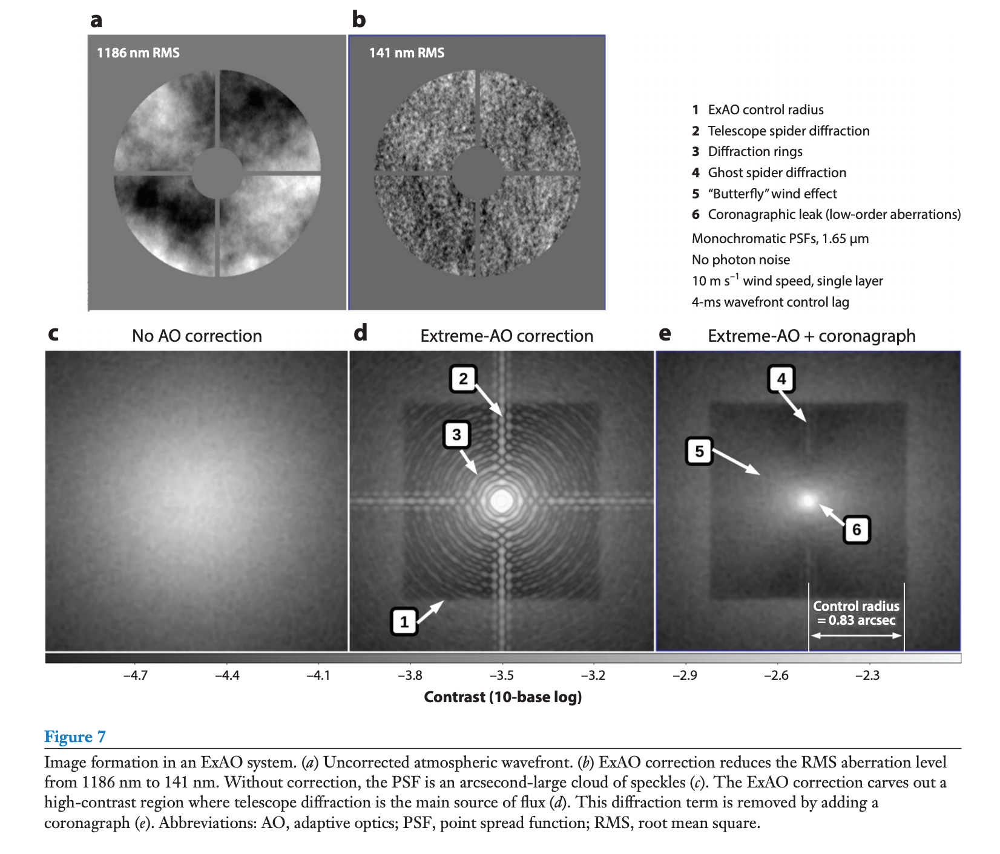 a
b
1186 nm RMS
141 nm RMS
1 ExAO control radius
2 Telescope spider diffraction
3 Diffraction rings
4 Ghost spider diffraction
5 “Butterfly” wind effect
6 Coronagraphic leak (low-order aberrations)
Monochromatic PSFs, 1.65 μm
No photon noise
10 m s⁻¹ wind speed, single layer
4-ms wavefront control lag
c No AO correction
d Extreme-AO correction
e Extreme-AO + coronagraph
2
3
1
4
5
6
Control radius
= 0.83 arcsec
–4.7 –4.4 –4.1 –3.8 –3.5 –3.2 –2.9 –2.6 –2.3
Contrast (10-base log)
Figure 7
Image formation in an ExAO system. (a) Uncorrected atmospheric wavefront. (b) ExAO correction reduces the RMS aberration level
from 1186 nm to 141 nm. Without correction, the PSF is an arcsecond-large cloud of speckles (c). The ExAO correction carves out a
high-contrast region where telescope diffraction is the main source of flux (d). This diffraction term is removed by adding a
coronagraph (e). Abbreviations: AO, adaptive optics; PSF, point spread function; RMS, root mean square.